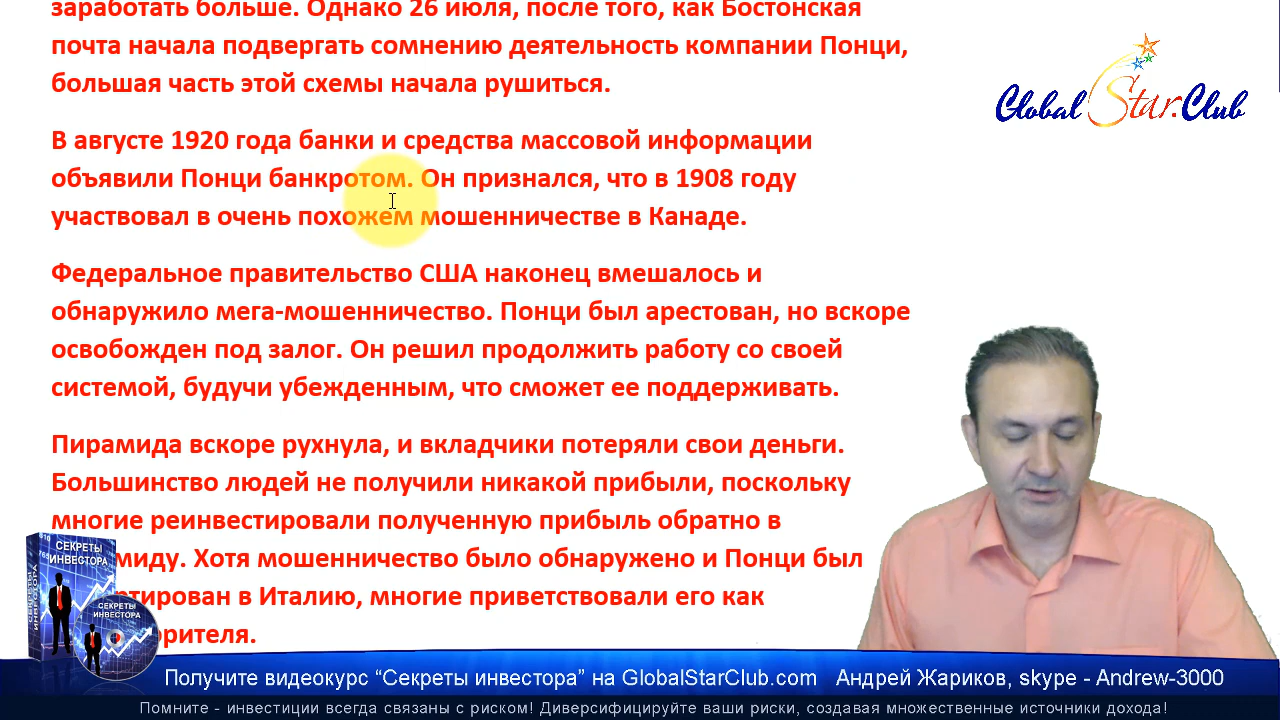 заработать больше. Однако 26 июля, после того, как Бостонская
почта начала подвергать сомнению деятельность компании Понци,
большая часть этой схемы начала рушиться.
В августе 1920 года банки и средства массовой информации
объявили Понци банкротом. Он признался, что в 1908 году
участвовал в очень похожем мошенничестве в Канаде.
Федеральное правительство США наконец вмешалось и
обнаружило мега-мошенничество. Понци был арестован, но вскоре
освобожден под залог. Он решил продолжить работу со своей
системой, будучи убежденным, что сможет ее поддерживать.
Пирамида вскоре рухнула, и вкладчики потеряли свои деньги.
Большинство людей не получили никакой прибыли, поскольку
многие реинвестировали полученную прибыль обратно в
миду. Хотя мошенничество было обнаружено и Понци был
ртирован в Италию, многие приветствовали его как
орителя.
Global Star.Club
СЕКРЕТЫ
ИНВЕСТОРА
СЕКРЕТЫ
ИНВЕСТОРА
Получите видеокурс “Секреты инвестора” на GlobalStarClub.com Андрей Жариков, skype - Andrew-3000
Помните - инвестиции всегда связаны с риском! Диверсифицируйте ваши риски, создавая множественные источники дохода!